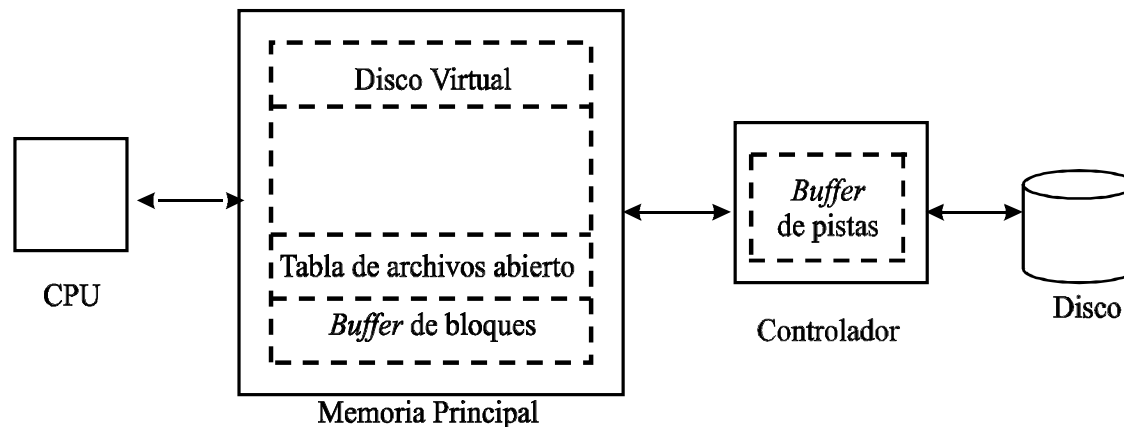 Disco Virtual
Tabla de archivos abierto
Buffer de bloques
CPU
Memoria Principal
Buffer
de pistas
Controlador
Disco